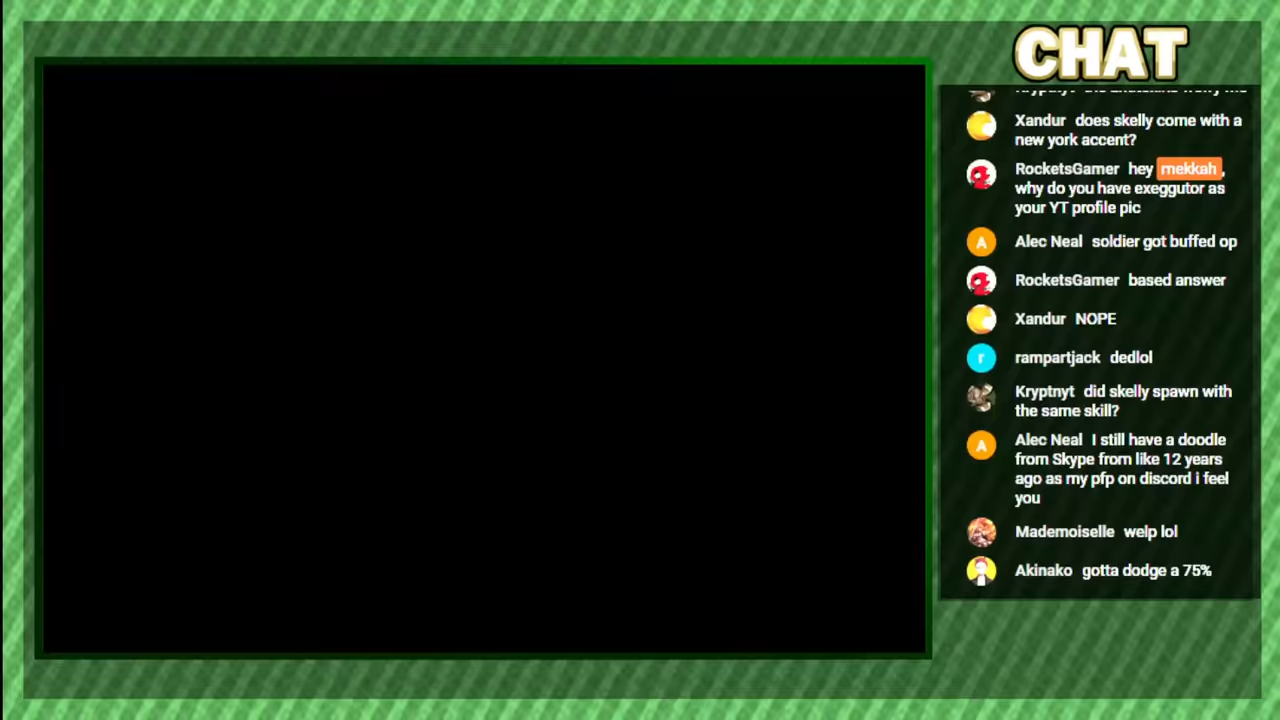 CHAT
Xandur does skelly come with a
new york accent?
RocketsGamer hey mekkah,
why do you have exeggutor as
your YT profile pic
A
Alec Neal soldier got buffed op
RocketsGamer based answer
Xandur NOPE
r
rampartjack dedlol
Kryptnyt did skelly spawn with
the same skill?
A
Alec Neal I still have a doodle
from Skype from like 12 years
ago as my pfp on discord i feel
you
Mademoiselle welp lol
Akinako gotta dodge a 75%